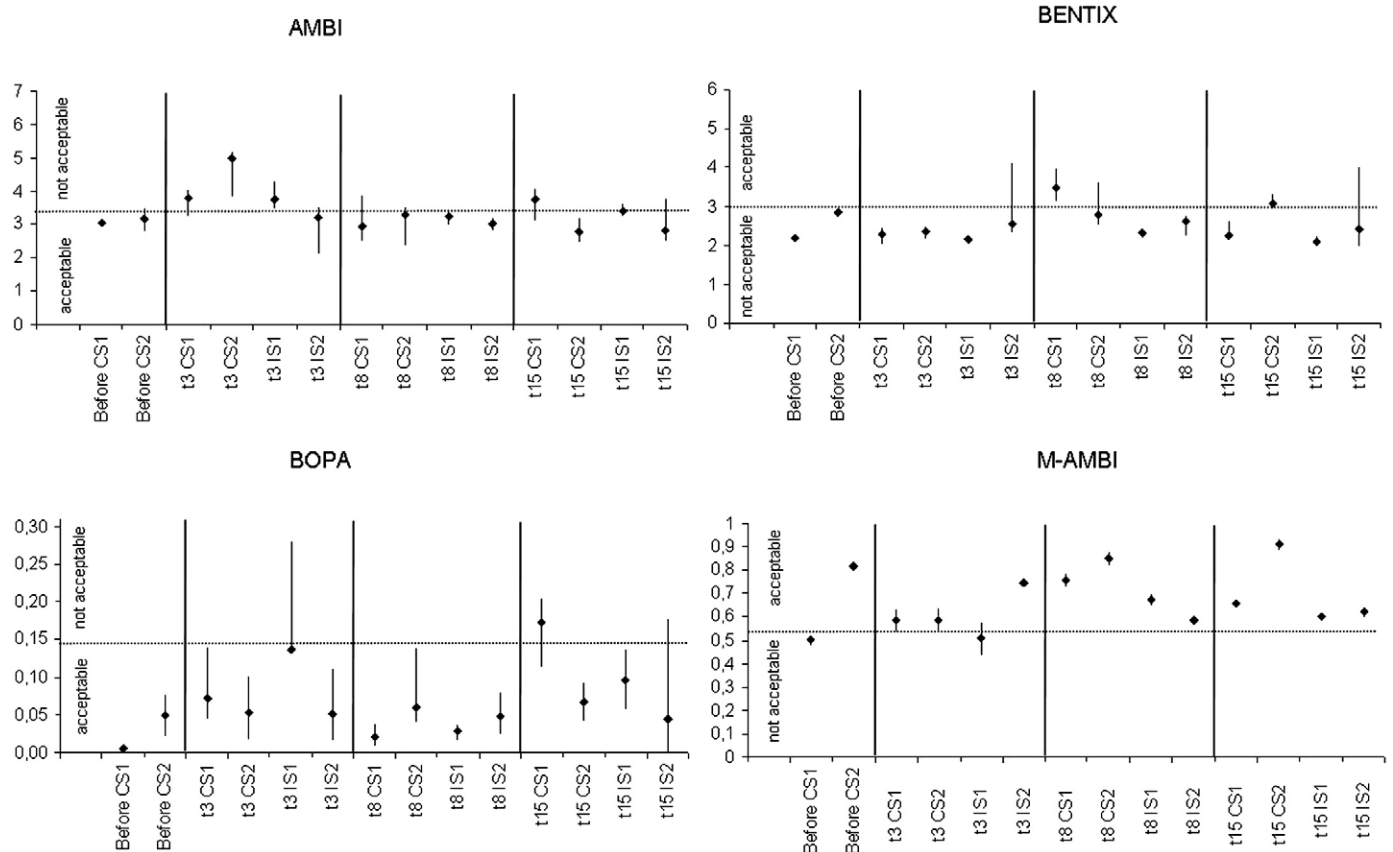 AMBI
7
6
5
4
3
2
1
0
not acceptable
acceptable
Before CS1
Before CS2
t3 CS1
t3 CS2
t3 IS1
t3 IS2
t8 CS1
t8 CS2
t8 IS1
t8 IS2
t15 CS1
t15 CS2
t15 IS1
t15 IS2
BENTIX
6
5
4
3
2
1
0
acceptable
not acceptable
Before CS1
Before CS2
t3 CS1
t3 CS2
t3 IS1
t3 IS2
t8 CS1
t8 CS2
t8 IS1
t8 IS2
t15 CS1
t15 CS2
t15 IS1
t15 IS2
BOPA
0,30
0,25
0,20
0,15
0,10
0,05
0,00
not acceptable
acceptable
Before CS1
Before CS2
t3 CS1
t3 CS2
t3 IS1
t3 IS2
t8 CS1
t8 CS2
t8 IS1
t8 IS2
t15 CS1
t15 CS2
t15 IS1
t15 IS2
M-AMBI
1
0,9
0,8
0,7
0,6
0,5
0,4
0,3
0,2
0,1
0
acceptable
not acceptable
Before CS1
Before CS2
t3 CS1
t3 CS2
t3 IS1
t3 IS2
t8 CS1
t8 CS2
t8 IS1
t8 IS2
t15 CS1
t15 CS2
t15 IS1
t15 IS2